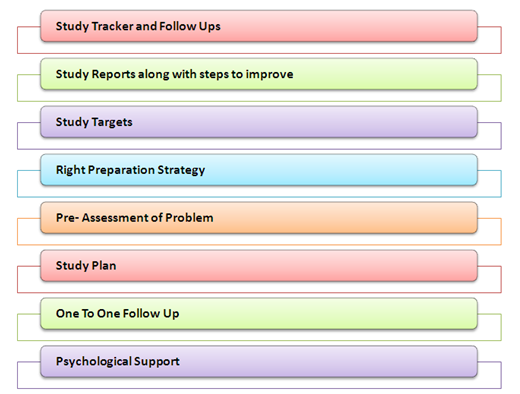 Study Tracker and Follow Ups
Study Reports along with steps to improve
Study Targets
Right Preparation Strategy
Pre- Assessment of Problem
Study Plan
One To One Follow Up
Psychological Support